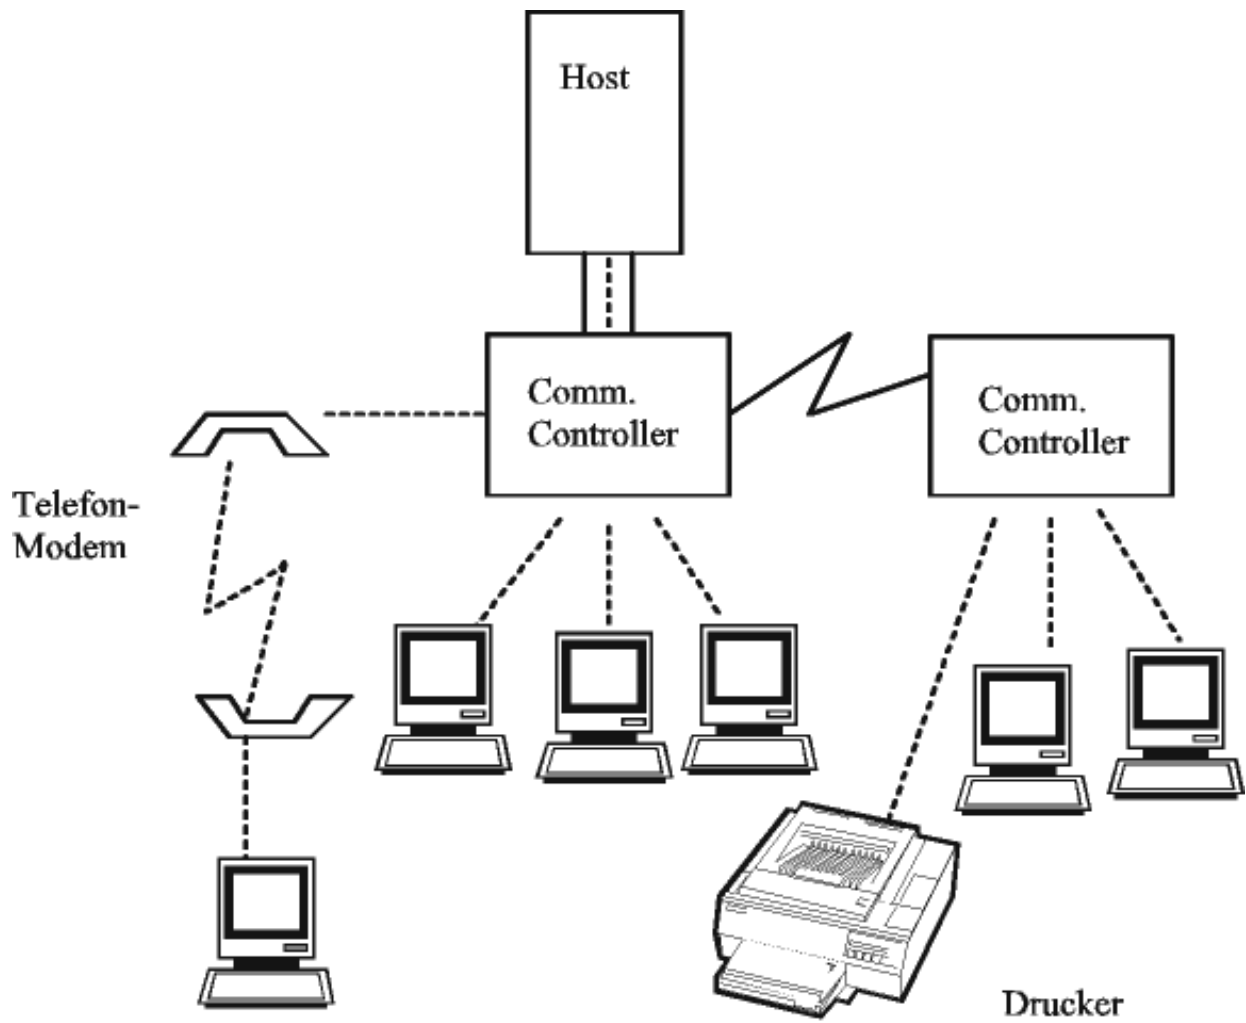 Host
Comm.
Controller
Comm.
Controller
Telefon-
Modem
Drucker